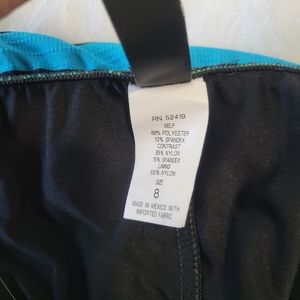 RN 52419
SELF
88% POLYESTER
12% SPANDEX
CONTRAST
85% NYLON
15% SPANDEX
LINING
100% NYLON
SIZE
8
MADE IN MEXICO WITH
IMPORTED FABRIC